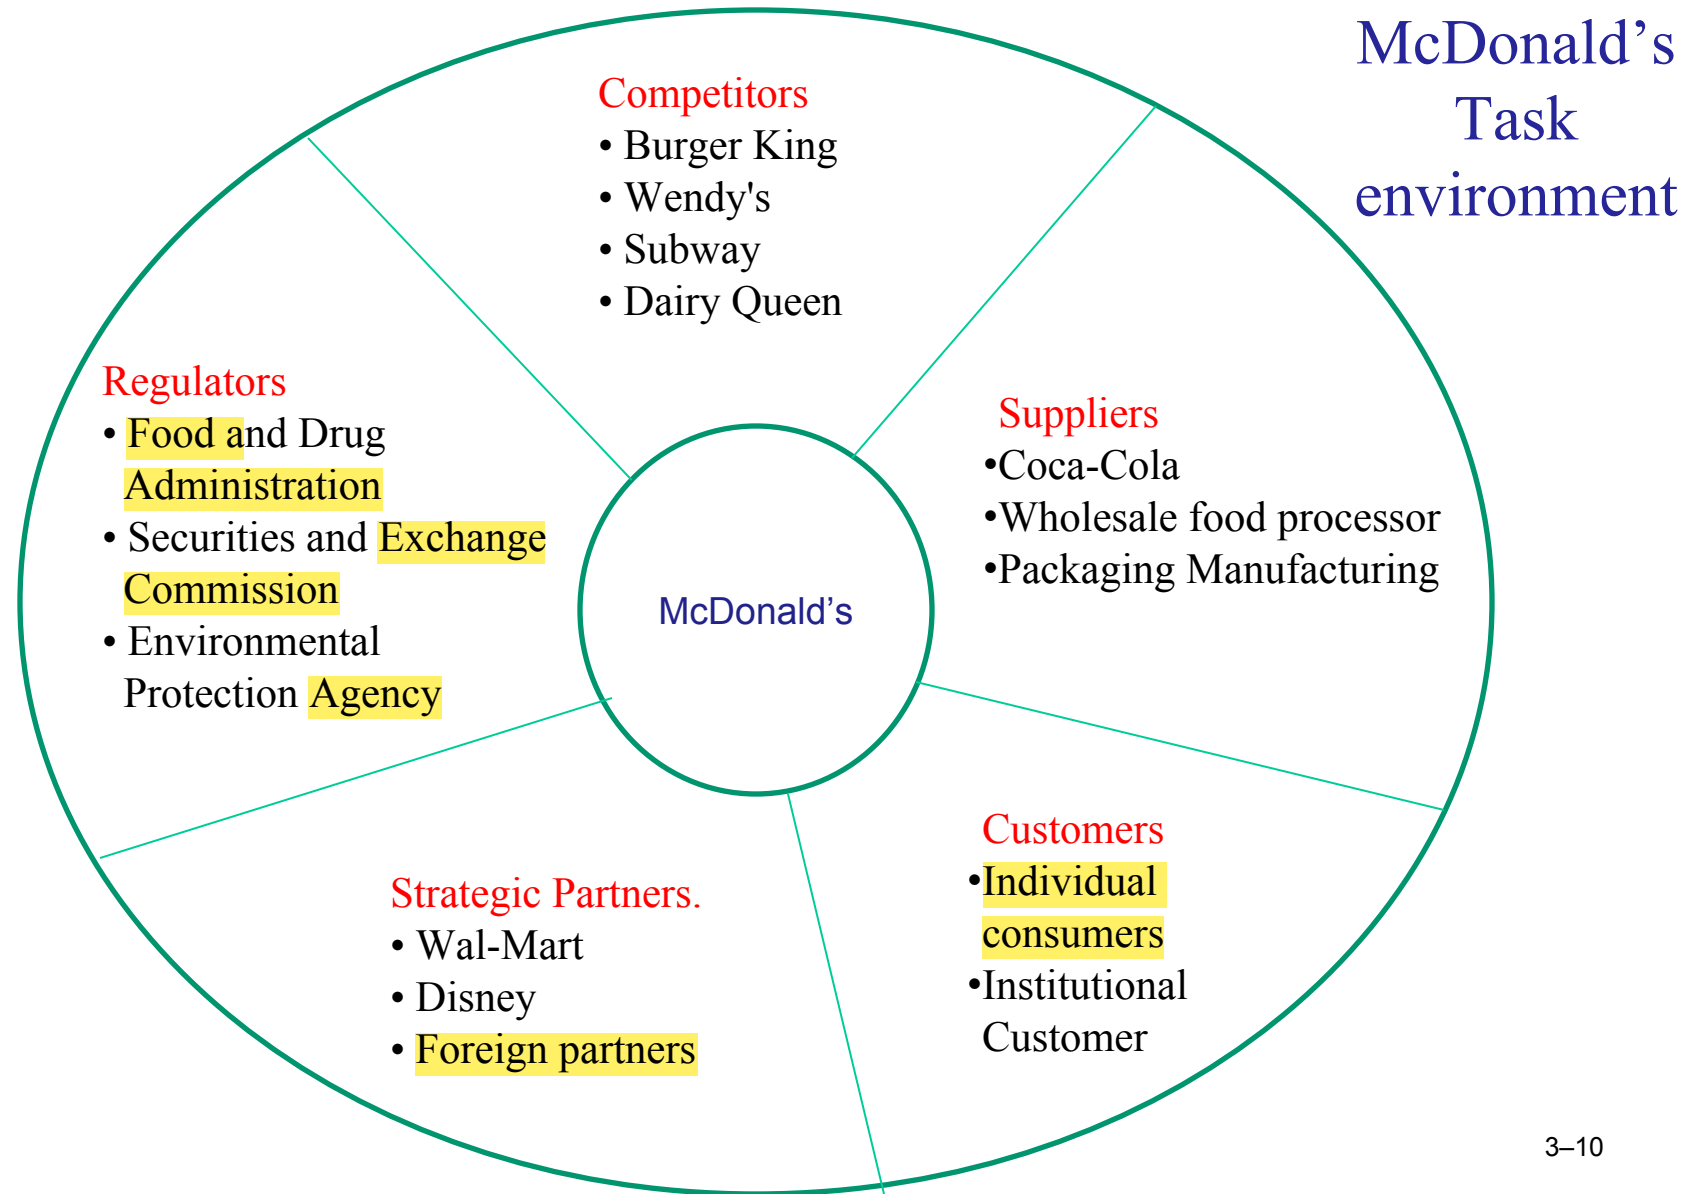 McDonald’s
Task
environment
Competitors
• Burger King
• Wendy's
• Subway
• Dairy Queen
Regulators
• Food and Drug
Administration
• Securities and Exchange
Commission
• Environmental
Protection Agency
Suppliers
•Coca-Cola
•Wholesale food processor
•Packaging Manufacturing
McDonald’s
Customers
•Individual
consumers
•Institutional
Customer
Strategic Partners.
• Wal-Mart
• Disney
• Foreign partners
3–10